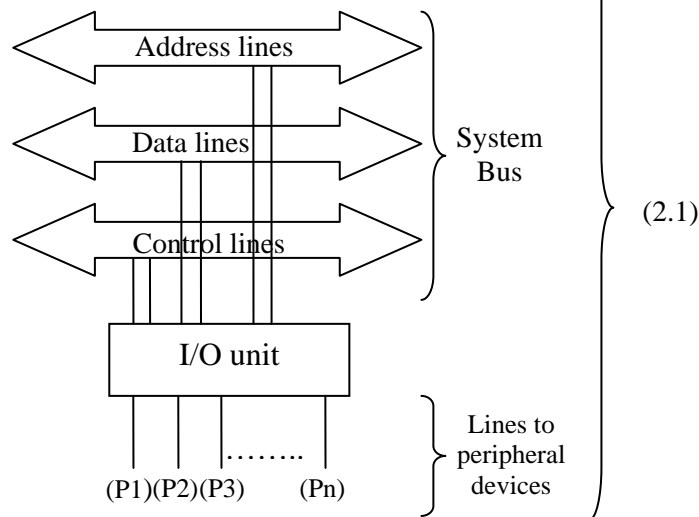 Address lines
Data lines
System
Bus
(2.1)
Control lines
I/O unit
Lines to
peripheral
devices
........
(P1)(P2)(P3) (Pn)